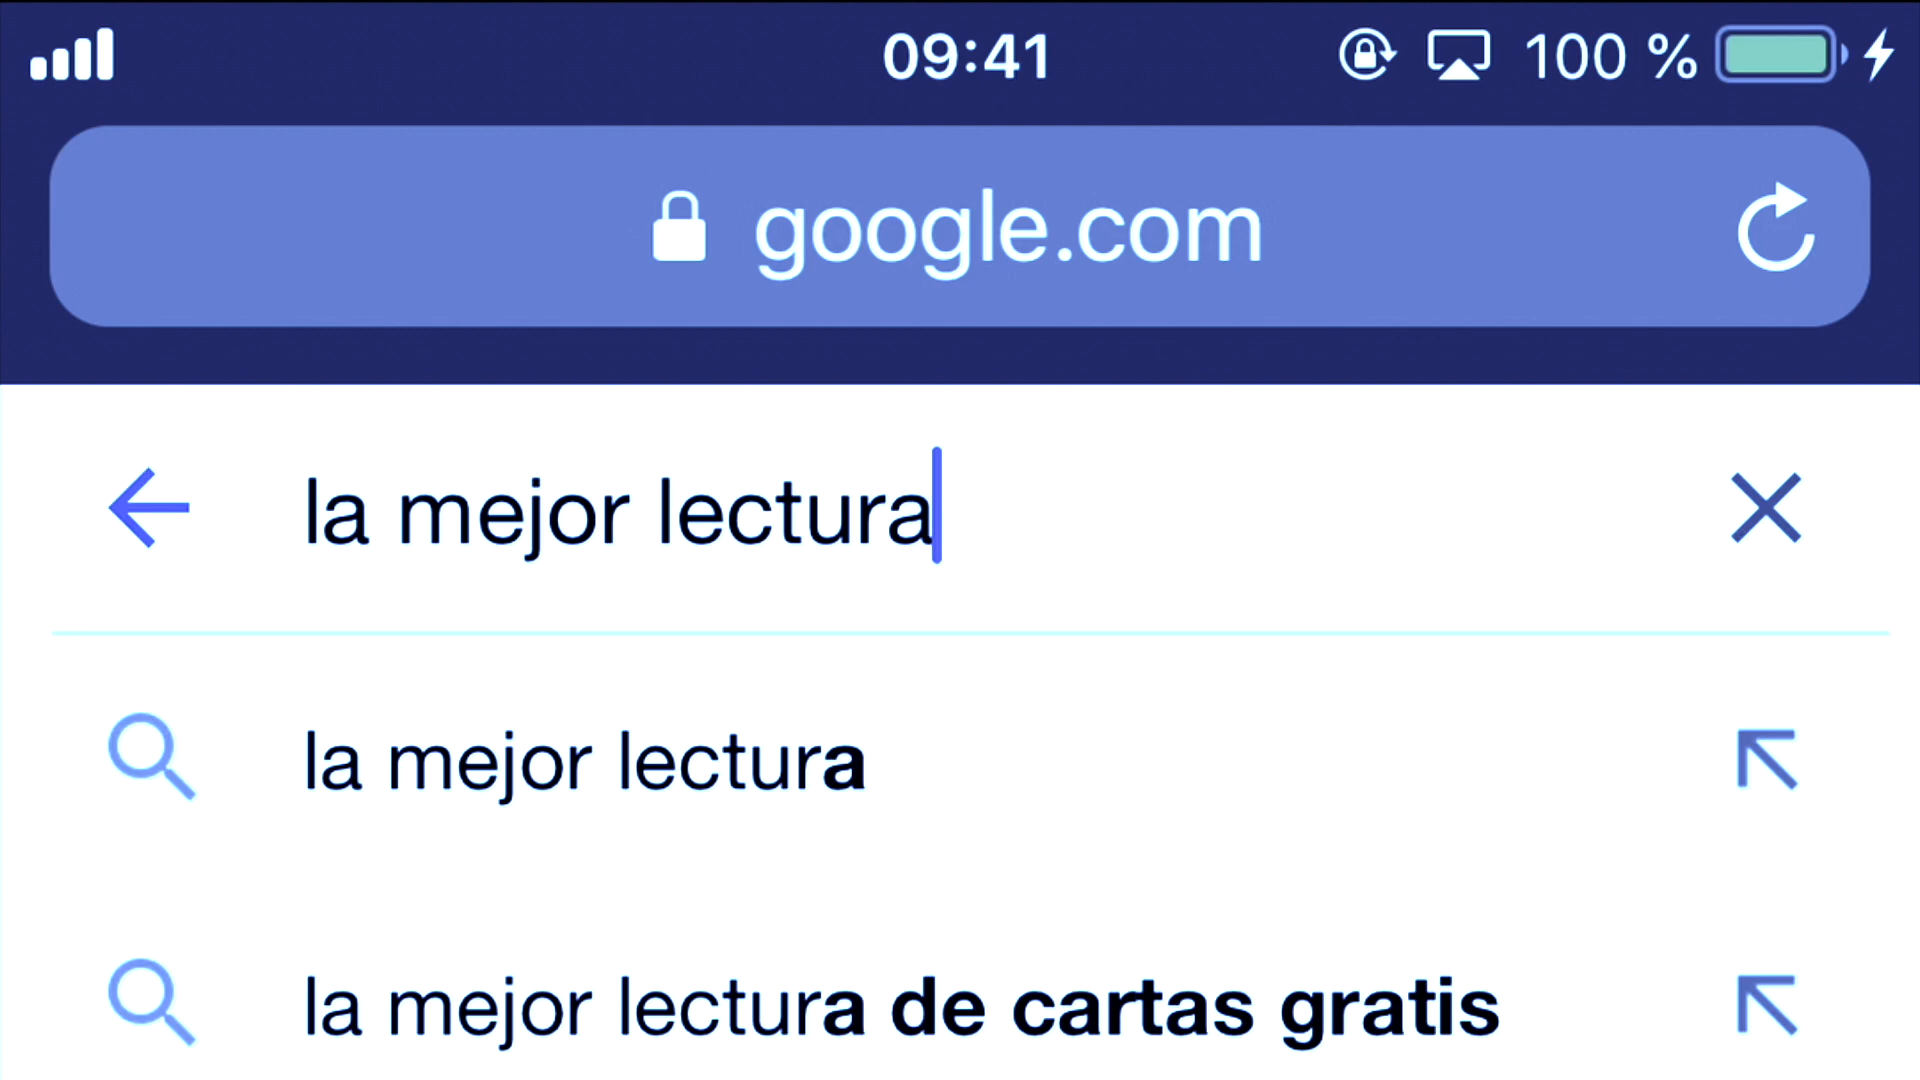 09:41
100 %
google.com
la mejor lectura
la mejor lectura
la mejor lectura de cartas gratis